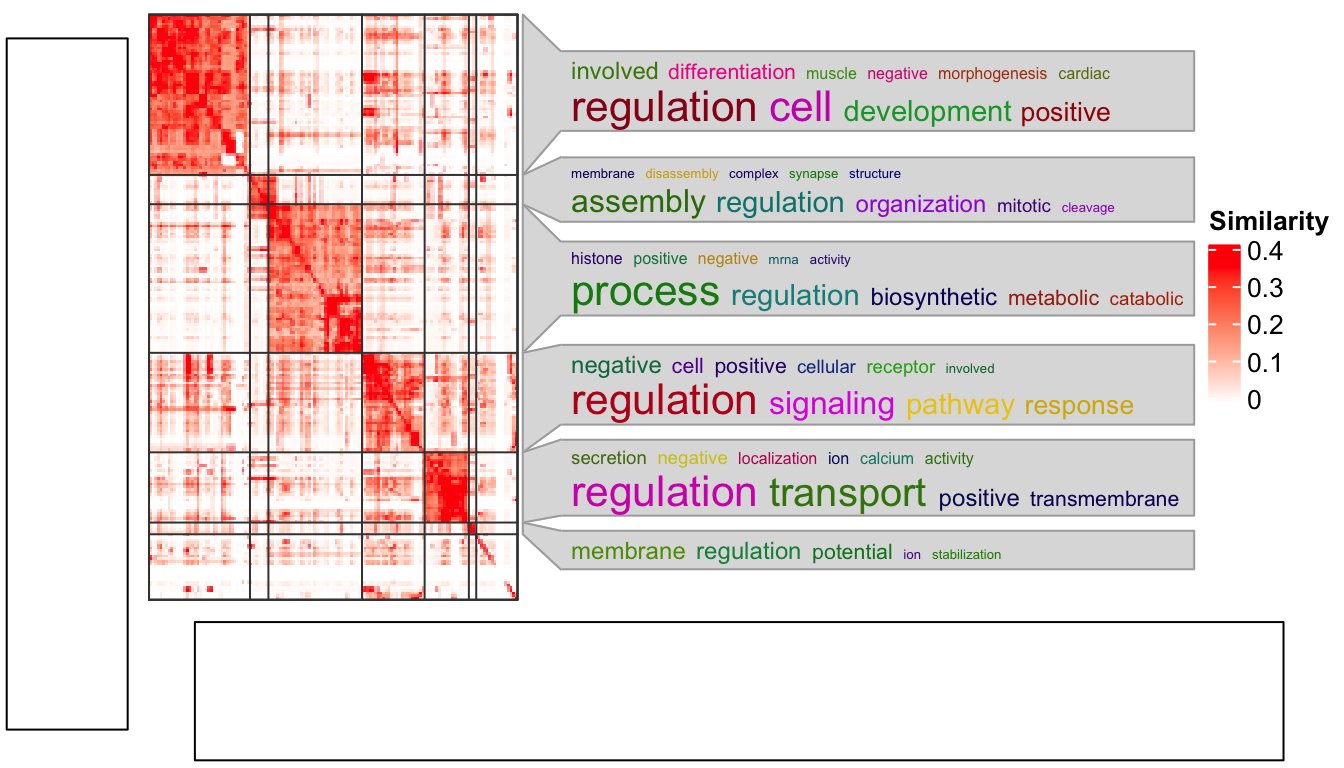 involved differentiation muscle negative morphogenesis cardiac
regulation cell development positive
membrane disassembly complex synapse structure
assembly regulation organization mitotic cleavage
histone positive negative mrna activity
process regulation biosynthetic metabolic catabolic
negative cell positive cellular receptor involved
regulation signaling pathway response
secretion negative localization ion calcium activity
regulation transport positive transmembrane
membrane regulation potential ion stabilization
Similarity
0.4
0.3
0.2
0.1
0